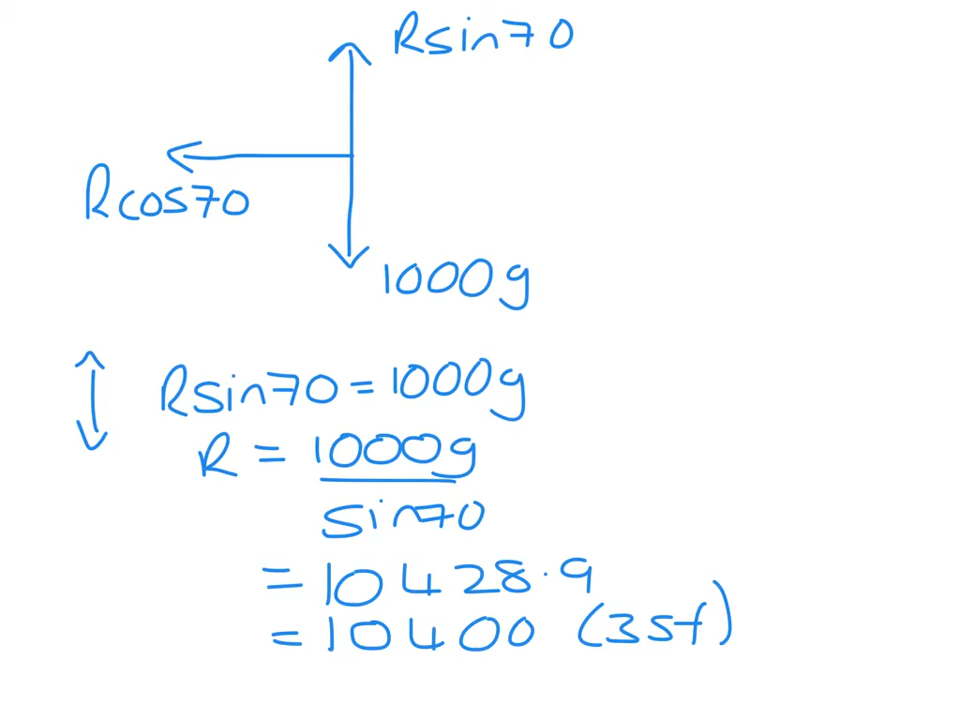 Rsin70
Rcos70
1000g
Rsin70 = 1000g
R = 1000g
sin70
= 10428.9
= 10400 (3sf)